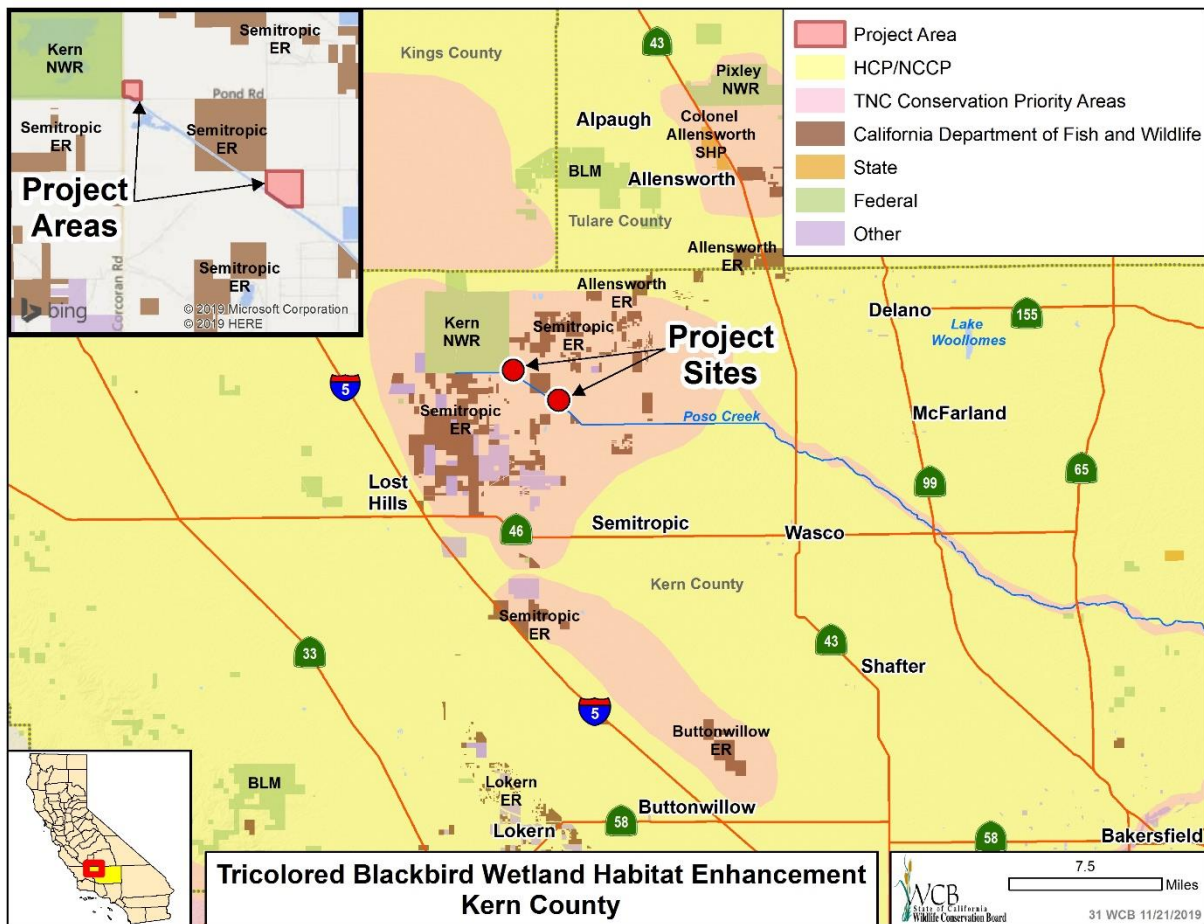 Kern
NWR
Semitropic
ER
Pond Rd
Semitropic
ER
Semitropic
ER
Project
Areas
Semitropic
ER
Corcoran Rd
bing
© 2019 Microsoft Corporation
© 2019 HERE
Project Area
HCP/NCCP
TNC Conservation Priority Areas
California Department of Fish and Wildlife
State
Federal
Other
Kings County
43
Pixley
NWR
Alpaugh
Colonel
Allensworth
SHP
BLM
Allensworth
Tulare County
Allensworth
ER
Allensworth
ER
Delano
155
Lake
Woollomes
Kern
NWR
Semitropic
ER
Project
Sites
5
Semitropic
ER
Poso Creek
McFarland
99
65
Lost
Hills
46
Semitropic
Wasco
Kern County
Semitropic
ER
33
43
Shafter
5
Buttonwillow
ER
BLM
Lokern
ER
Lokern
58
Buttonwillow
58
Bakersfield
Tricolored Blackbird Wetland Habitat Enhancement
Kern County
WCB
State of California
Wildlife Conservation Board
7.5
Miles
31 WCB 11/21/2019